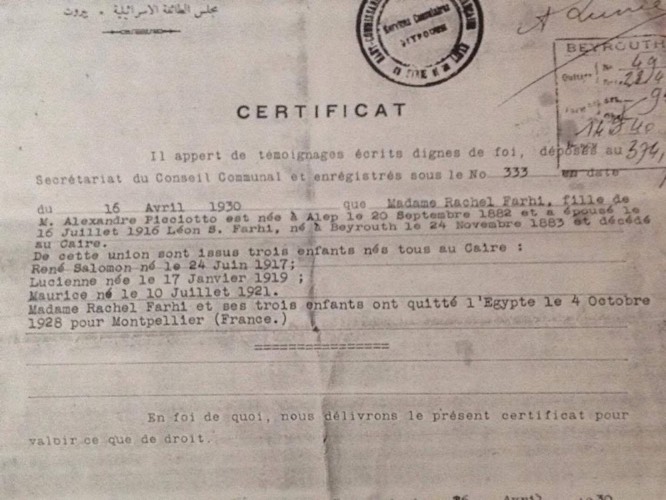 مجلس الطائفة الاسرائيلية - بيروت
Services Consulaires
BEYROUTH
CERTIFICAT
Il appert de témoignages écrits dignes de foi, déposés au
Secrétariat du Conseil Communal et enregistrés sous le No 333 en date
du 16 Avril 1930 que Madame Rachel Farhi, fille de
M. Alexandre Picciotto est née à Alep le 20 Septembre 1882 et a épousé le
16 Juillet 1916 Léon S. Farhi, né à Beyrouth le 24 Novembre 1883 et décédé
au Caire.
De cette union sont issus trois enfants nés tous au Caire :
René Salomon né le 24 Juin 1917;
Lucienne née le 17 Janvier 1919 ;
Maurice né le 10 Juillet 1921.
Madame Rachel Farhi et ses trois enfants ont quitté l'Egypte le 4 Octobre
1928 pour Montpellier (France.)
================
En foi de quoi, nous délivrons le présent certificat pour
valoir ce que de droit.